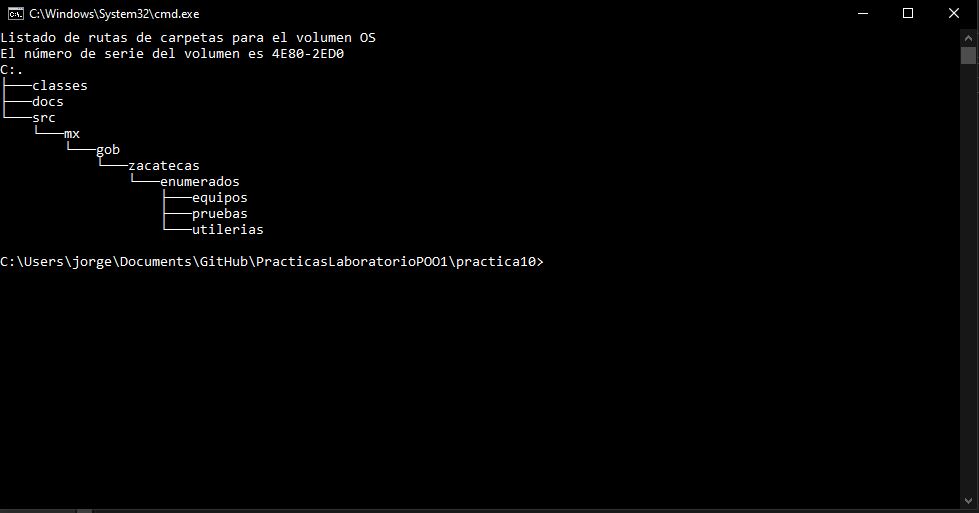 C:\Windows\System32\cmd.exe
Listado de rutas de carpetas para el volumen OS
El número de serie del volumen es 4E80-2ED0
C:.
├───classes
├───docs
└───src
    └───mx
        └───gob
            └───zacatecas
                └───enumerados
                    ├───equipos
                    ├───pruebas
                    └───utilerias
C:\Users\jorge\Documents\GitHub\PracticasLaboratorioPOO1\practica10>